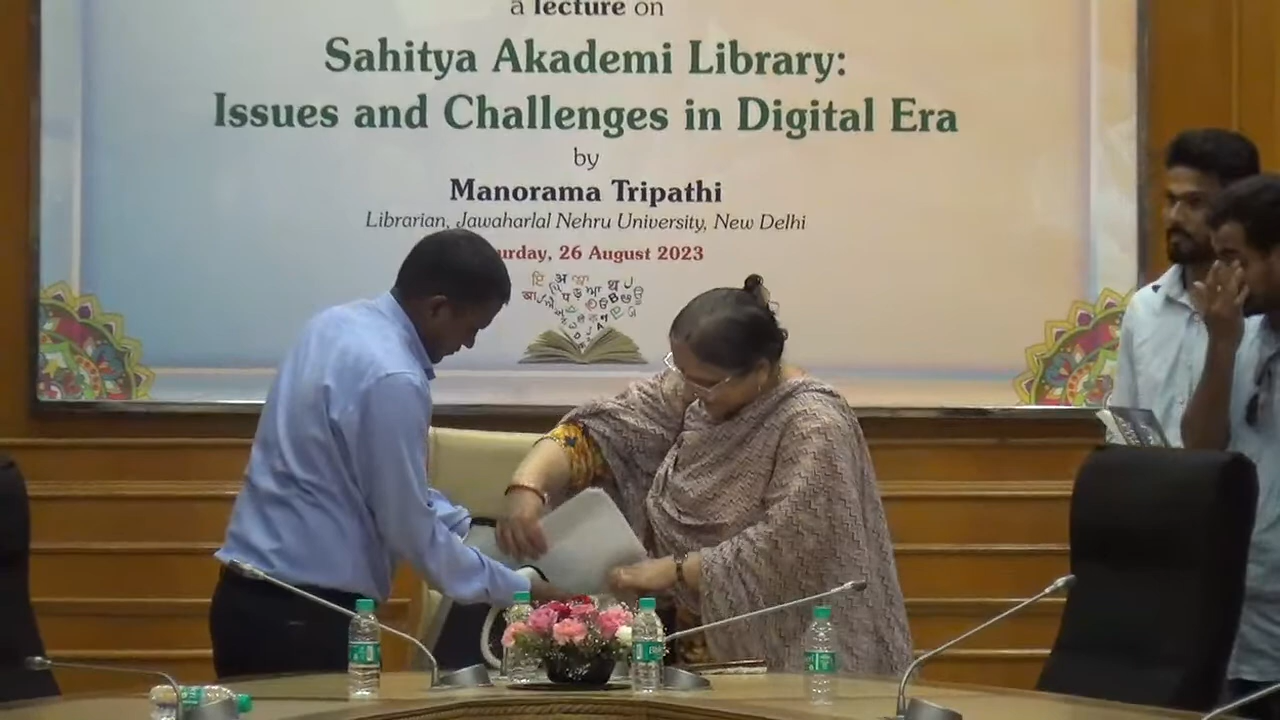 a lecture on
Sahitya Akademi Library:
Issues and Challenges in Digital Era
by
Manorama Tripathi
Librarian, Jawaharlal Nehru University, New Delhi
26 August 2023